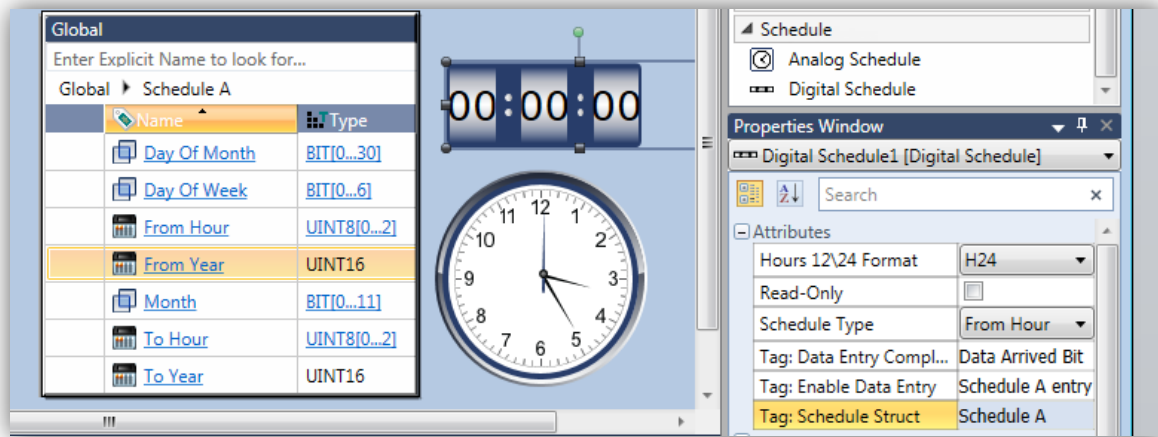 Global
Enter Explicit Name to look for...
Global Schedule A
Name Type
Day Of Month BIT[0...30]
Day Of Week BIT[0...6]
From Hour UINT8[0...2]
From Year UINT16
Month BIT[0...11]
To Hour UINT8[0...2]
To Year UINT16
00:00:00
12
1
2
3
4
5
6
7
8
9
10
11
Schedule
Analog Schedule
Digital Schedule
Properties Window
Digital Schedule1 [Digital Schedule]
A
Z
Search
Attributes
Hours 12\24 Format H24
Read-Only
Schedule Type From Hour
Tag: Data Entry Compl... Data Arrived Bit
Tag: Enable Data Entry Schedule A entry
Tag: Schedule Struct Schedule A